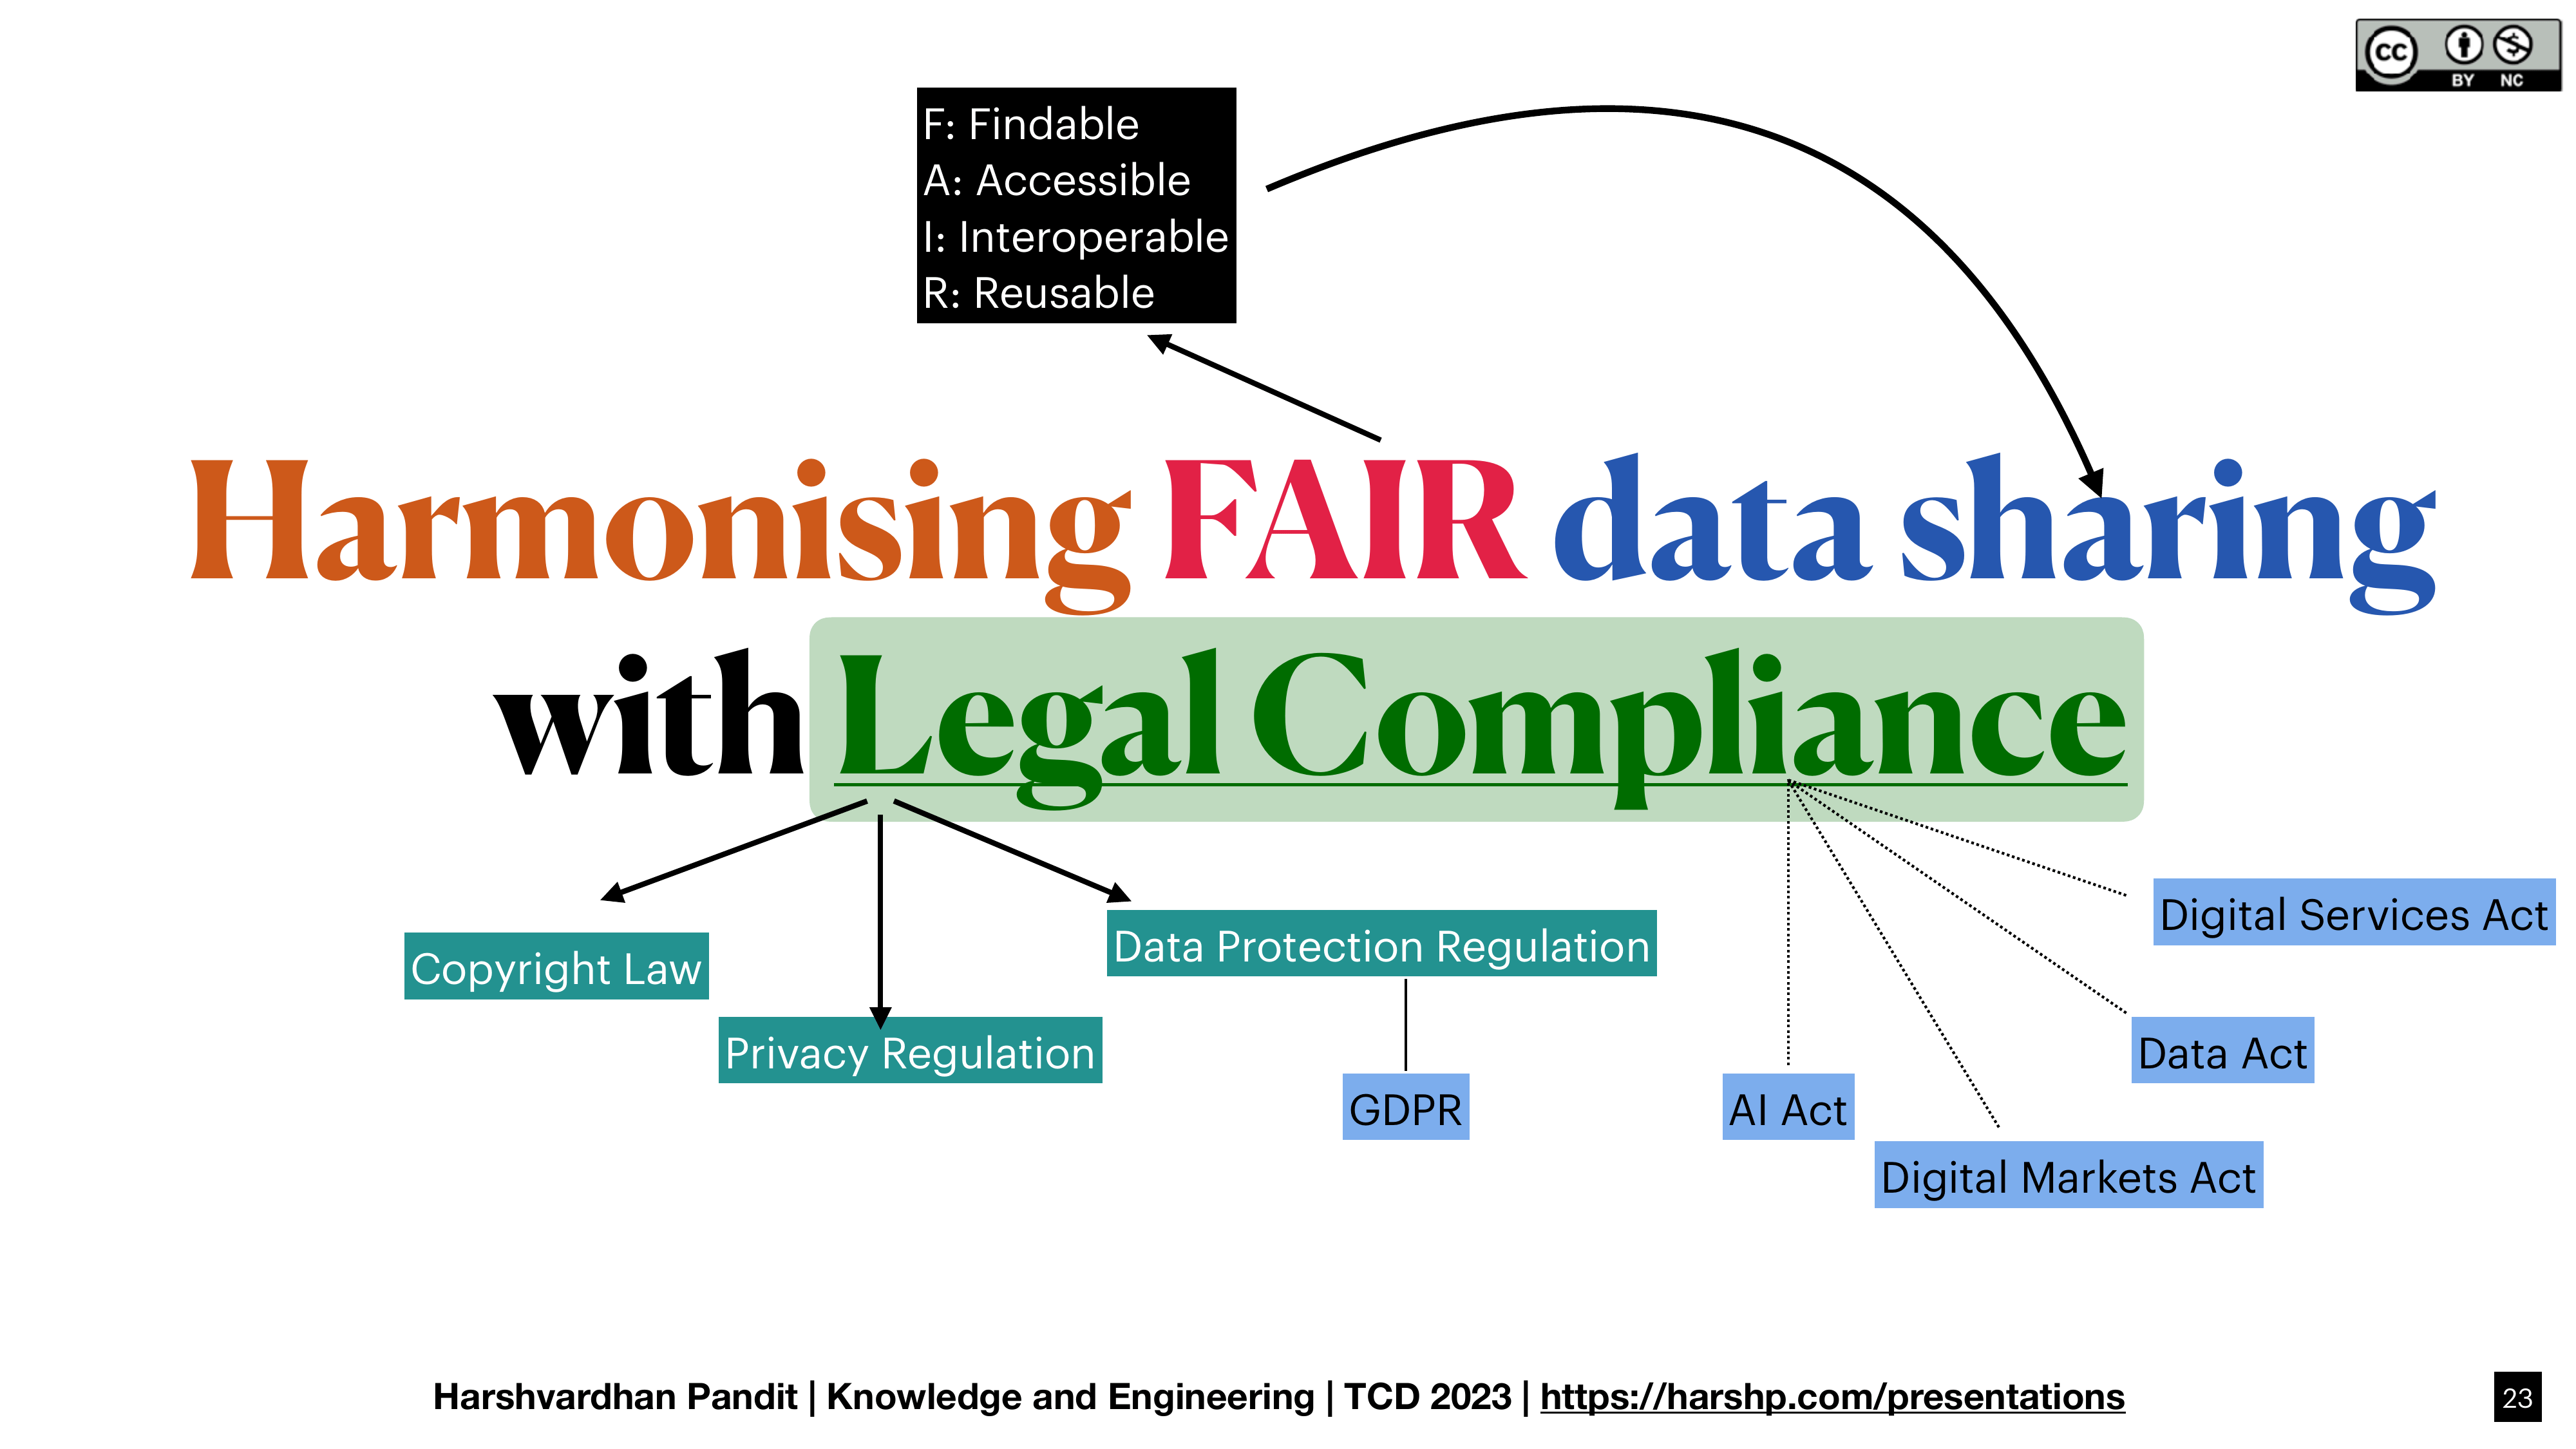 CC BY NC
F: Findable
A: Accessible
I: Interoperable
R: Reusable
Harmonising FAIR data sharing
with Legal Compliance
Digital Services Act
Data Protection Regulation
Copyright Law
Privacy Regulation
Data Act
GDPR
AI Act
Digital Markets Act
Harshvardhan Pandit | Knowledge and Engineering | TCD 2023 | https://harshp.com/presentations
23